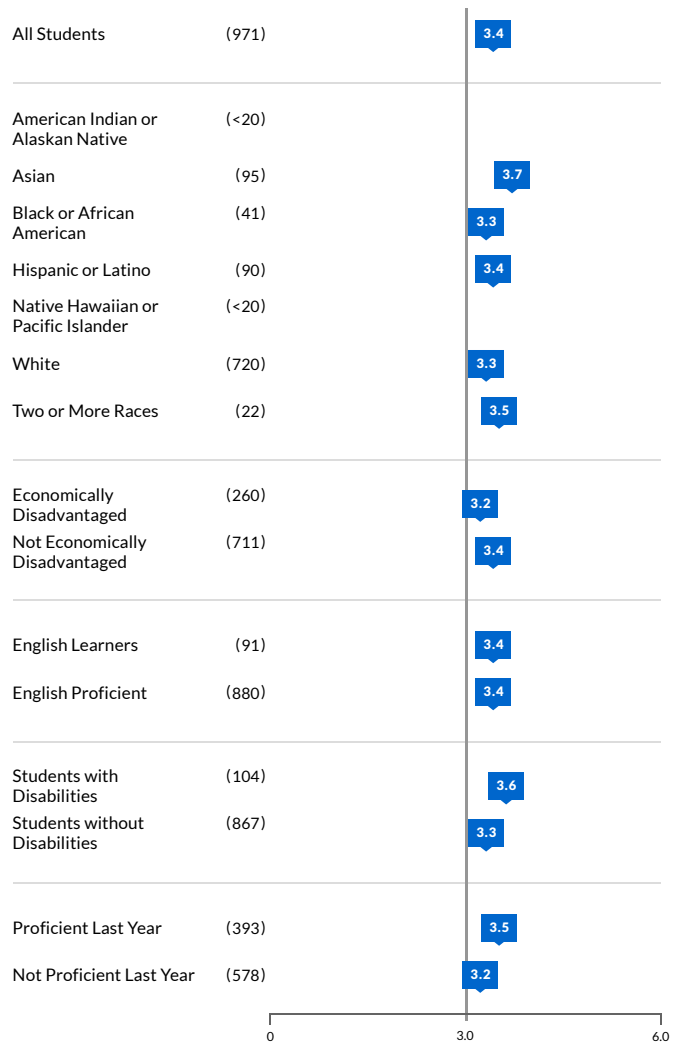 All Students (971) 3.4
American Indian or (<20)
Alaskan Native
Asian (95) 3.7
Black or African (41) 3.3
American
Hispanic or Latino (90) 3.4
Native Hawaiian or (<20)
Pacific Islander
White (720) 3.3
Two or More Races (22) 3.5
Economically (260) 3.2
Disadvantaged
Not Economically (711) 3.4
Disadvantaged
English Learners (91) 3.4
English Proficient (880) 3.4
Students with (104) 3.6
Disabilities
Students without (867) 3.3
Disabilities
Proficient Last Year (393) 3.5
Not Proficient Last Year (578) 3.2
0 3.0 6.0